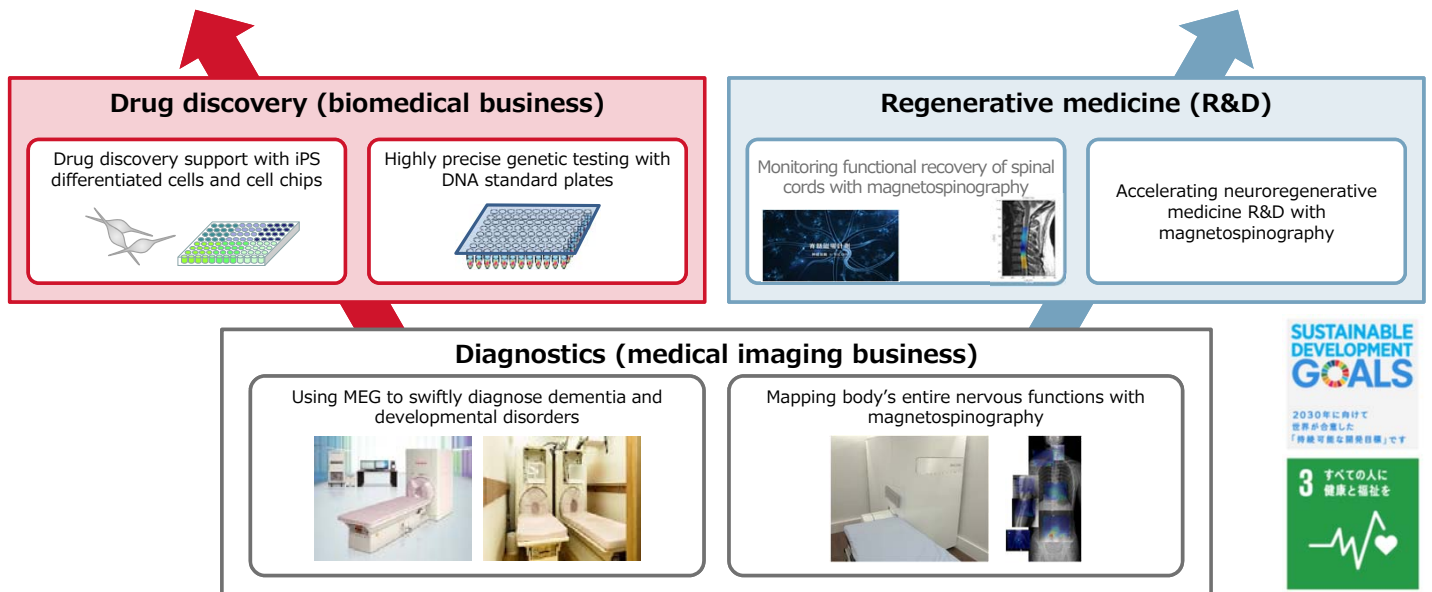 Drug discovery (biomedical business)
Drug discovery support with iPS
differentiated cells and cell chips
Highly precise genetic testing with
DNA standard plates
Regenerative medicine (R&D)
Monitoring functional recovery of spinal
cords with magnetospinography
Accelerating neuroregenerative
medicine R&D with
magnetospinography
Diagnostics (medical imaging business)
Using MEG to swiftly diagnose dementia and
developmental disorders
Mapping body's entire nervous functions with
magnetospinography
SUSTAINABLE
DEVELOPMENT
GOALS
2030年に向けて
世界が合意した
「持続可能な開発目標」です
3 すべての人に
健康と福祉を